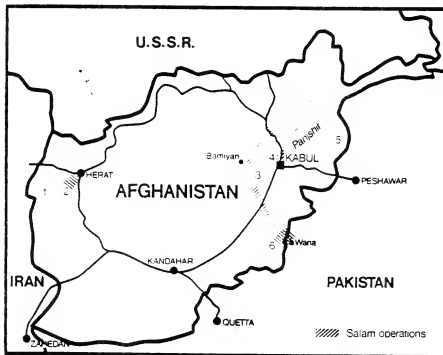 U.S.S.R.
Panjshir
Bamiyan
5
4
KABUL
HERAT
3
1
PESHAWAR
AFGHANISTAN
6
Wana
KANDAHAR
IRAN
PAKISTAN
QUETTA
ZAHEDAN
Salam operations